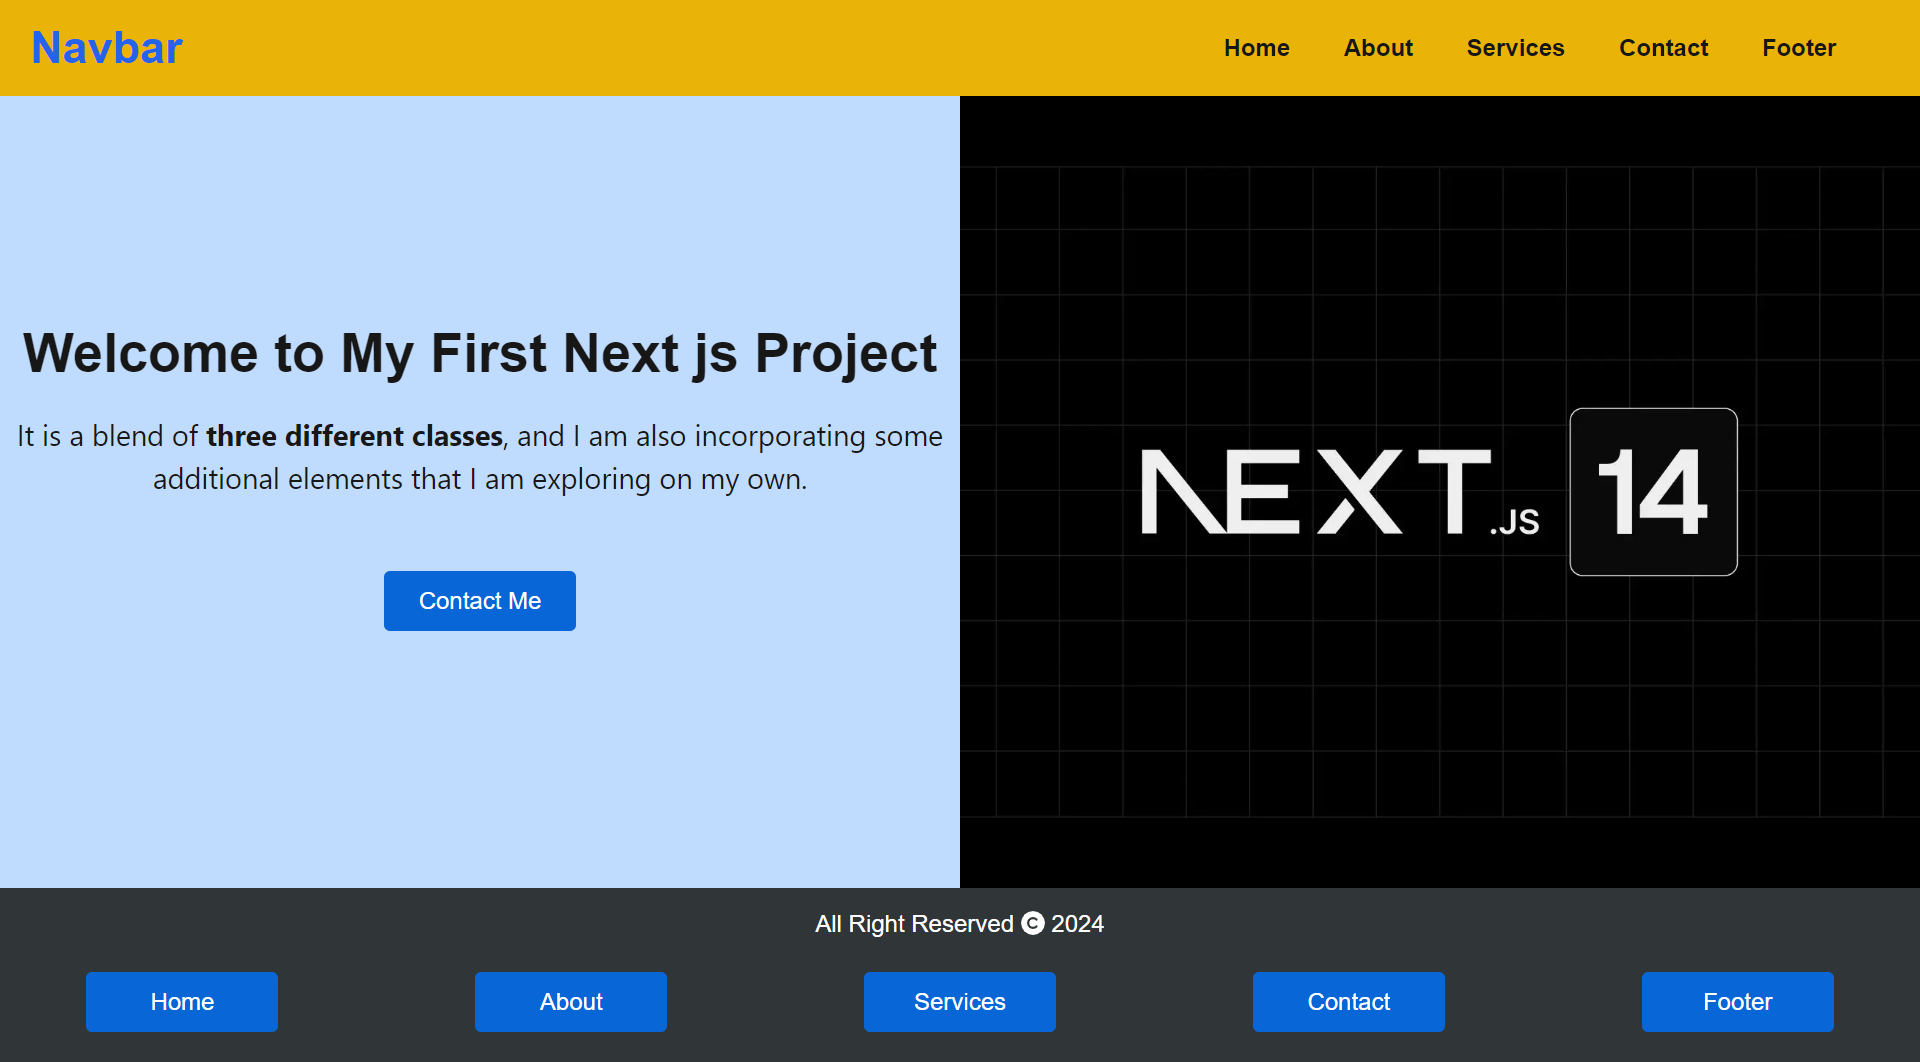 Navbar
Home About Services Contact Footer
Welcome to My First Next js Project
It is a blend of three different classes, and I am also incorporating some
additional elements that I am exploring on my own.
Contact Me
NEXT.JS 14
All Right Reserved © 2024
Home About Services Contact Footer